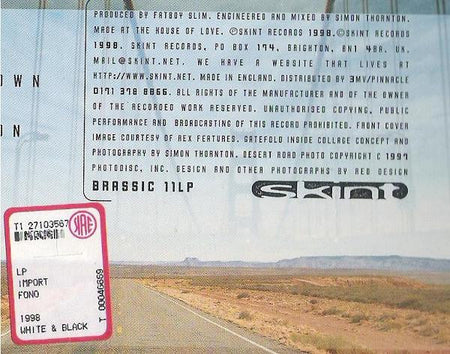 PRODUCED BY FATBOY SLIM. ENGINEERED AND MIXED BY SIMON THORNTON.
MADE AT THE HOUSE OF LOVE. ℗SKINT RECORDS 1998.©SKINT RECORDS
1998. SKINT RECORDS, PO BOX 174, BRIGHTON, BN1 4BA. UK.
MAIL@SKINT.NET. WE HAVE A WEBSITE THAT LIVES AT
HTTP://WWW.SKINT.NET. MADE IN ENGLAND. DISTRIBUTED BY 3MV/PINNACLE
0171 378 8866. ALL RIGHTS OF THE MANUFACTURER AND OF THE OWNER
OF THE RECORDED WORK RESERVED. UNAUTHORISED COPYING, PUBLIC
PERFORMANCE AND BROADCASTING OF THIS RECORD PROHIBITED. FRONT COVER
IMAGE COURTESY OF REX FEATURES. GATEFOLD INSIDE COLLAGE CONCEPT AND
PHOTOGRAPHY BY SIMON THORNTON. DESERT ROAD PHOTO COPYRIGHT © 1997
PHOTODISC, INC. DESIGN AND OTHER PHOTOGRAPHS BY RED DESIGN
BRASSIC 11LP
skint
OWN
ON
T1 27103567
RAE
LP
IMPORT
FONO
1998
WHITE & BLACK
T 00046669